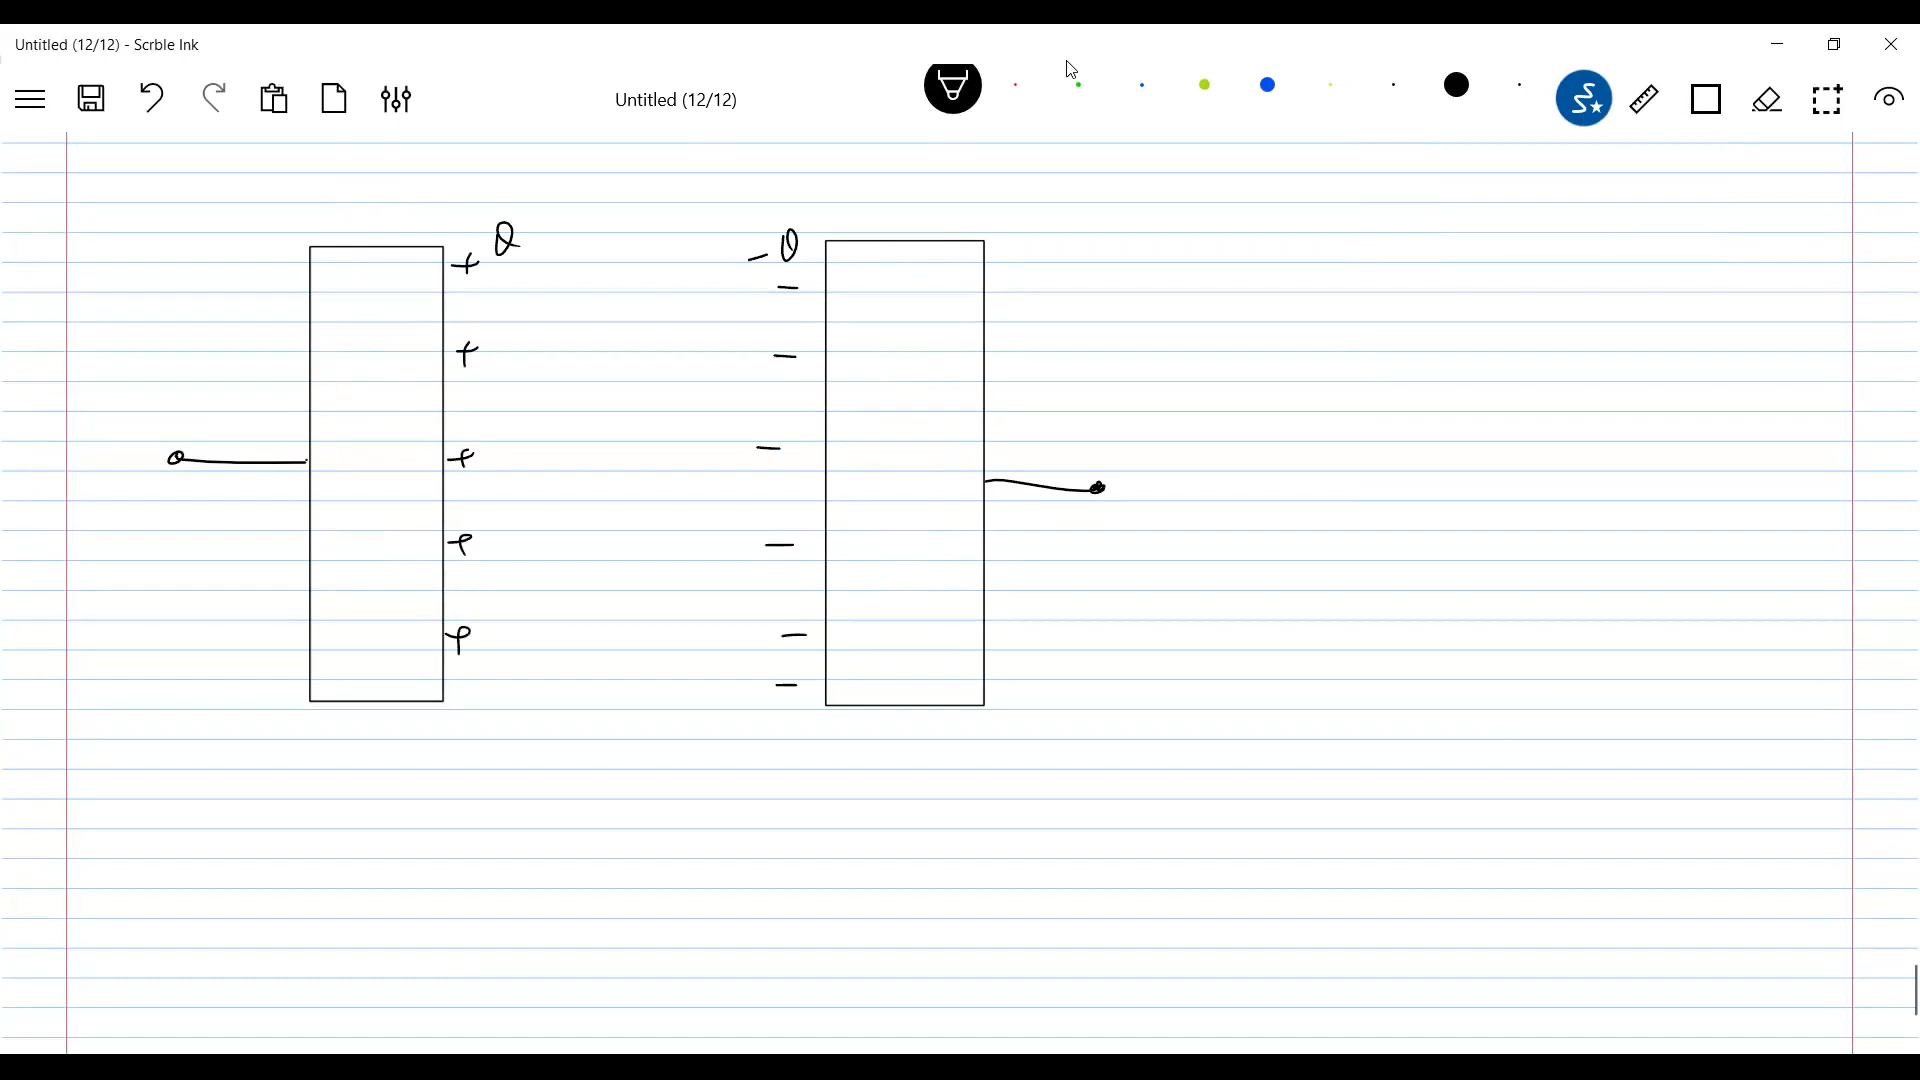 Untitled (12/12) - Scrble Ink
Untitled (12/12)
+ Q
- Q
-
+
-
+
-
+
-
+
-
-